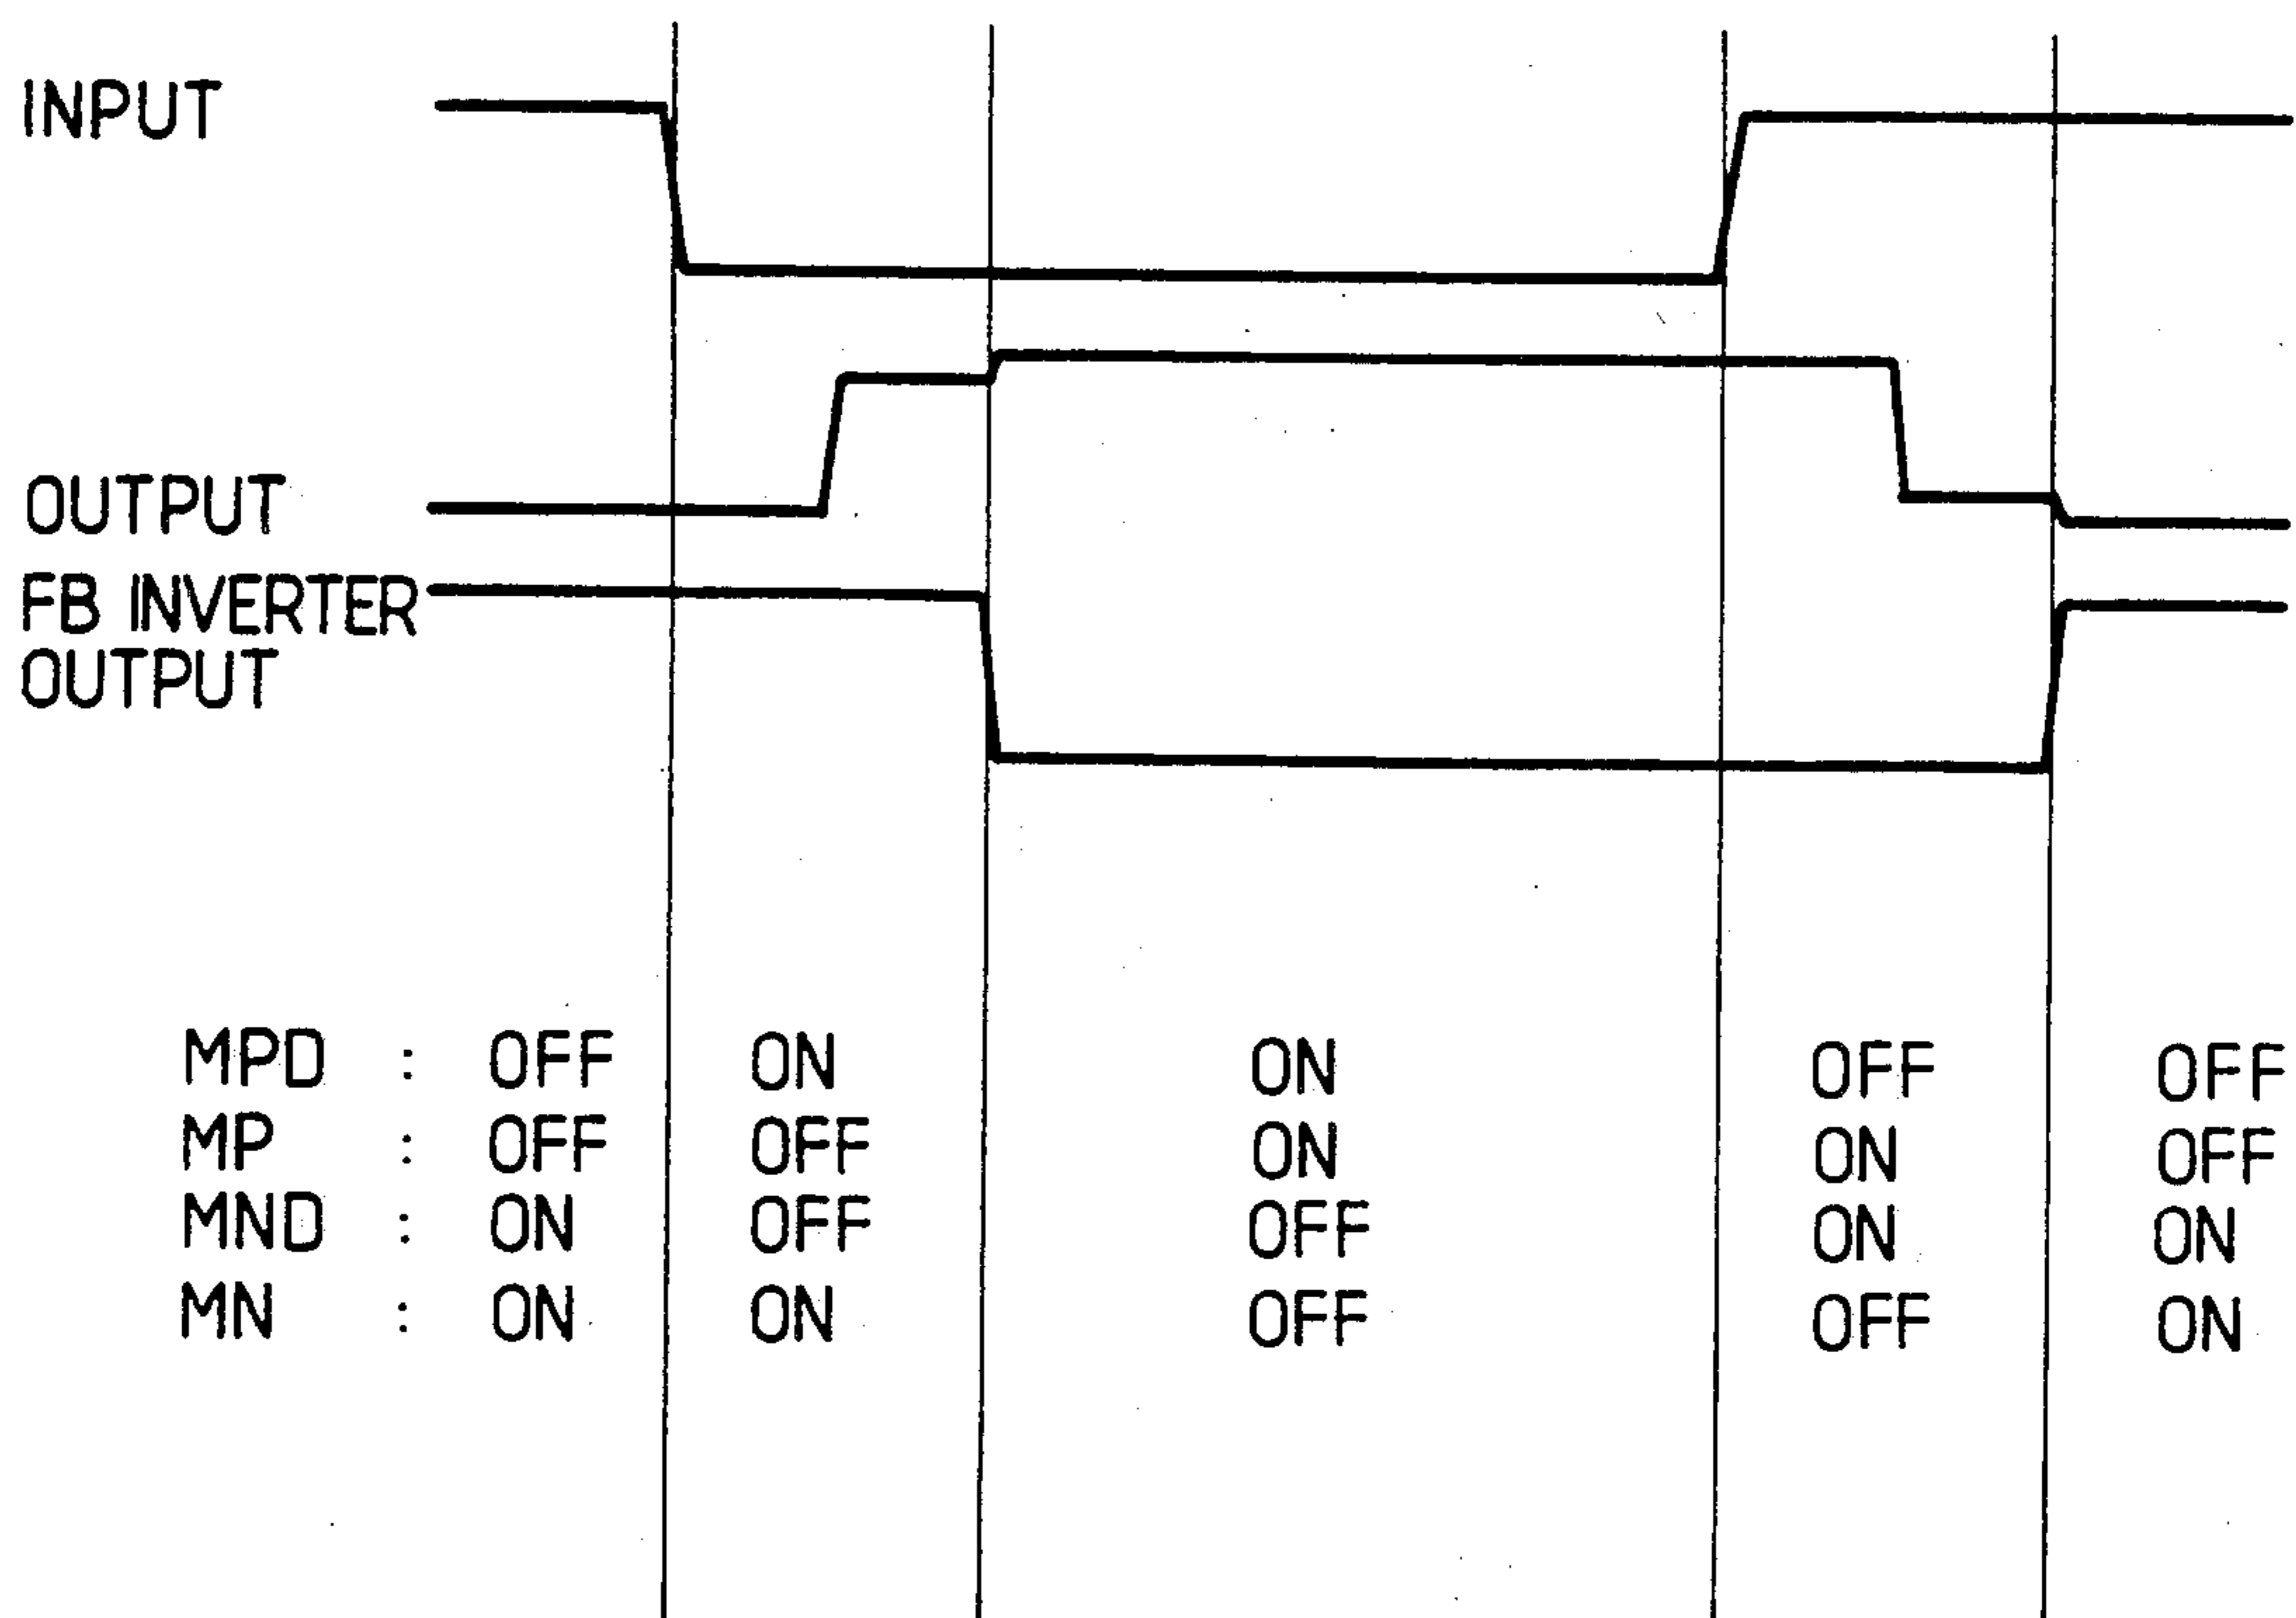 INPUT
OUTPUT
FB INVERTER
OUTPUT
MPD : OFF ON ON OFF OFF
MP : OFF OFF ON ON OFF
MND : ON OFF OFF ON ON
MN : ON ON OFF OFF ON